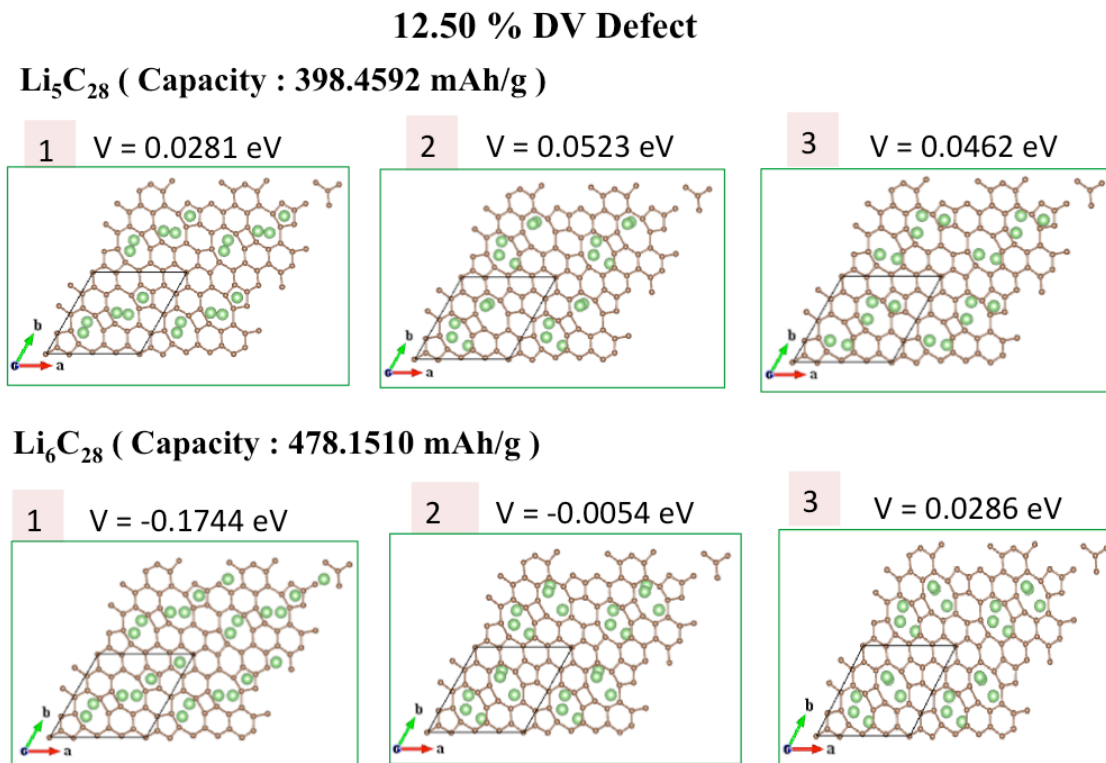 12.50 % DV Defect
Li₅C₂₈ ( Capacity : 398.4592 mAh/g )
1 V = 0.0281 eV
2 V = 0.0523 eV
3 V = 0.0462 eV
b a
b a
b a
Li₆C₂₈ ( Capacity : 478.1510 mAh/g )
1 V = -0.1744 eV
2 V = -0.0054 eV
3 V = 0.0286 eV
b a
b a
b a